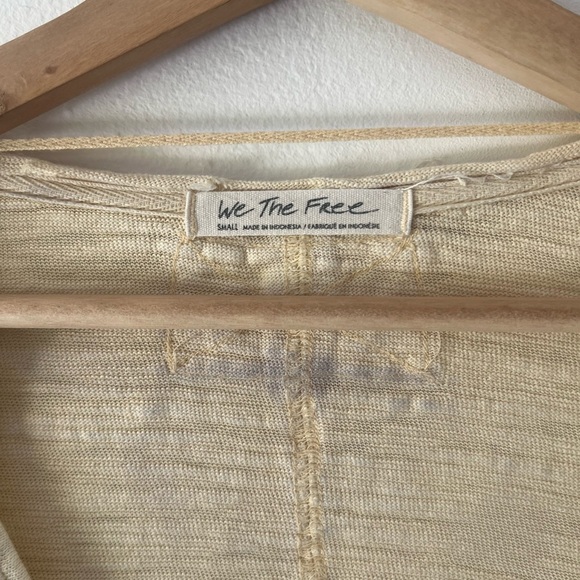 We The Free
SMALL MADE IN INDONESIA / FABRIQUÉ EN INDONÉSIE